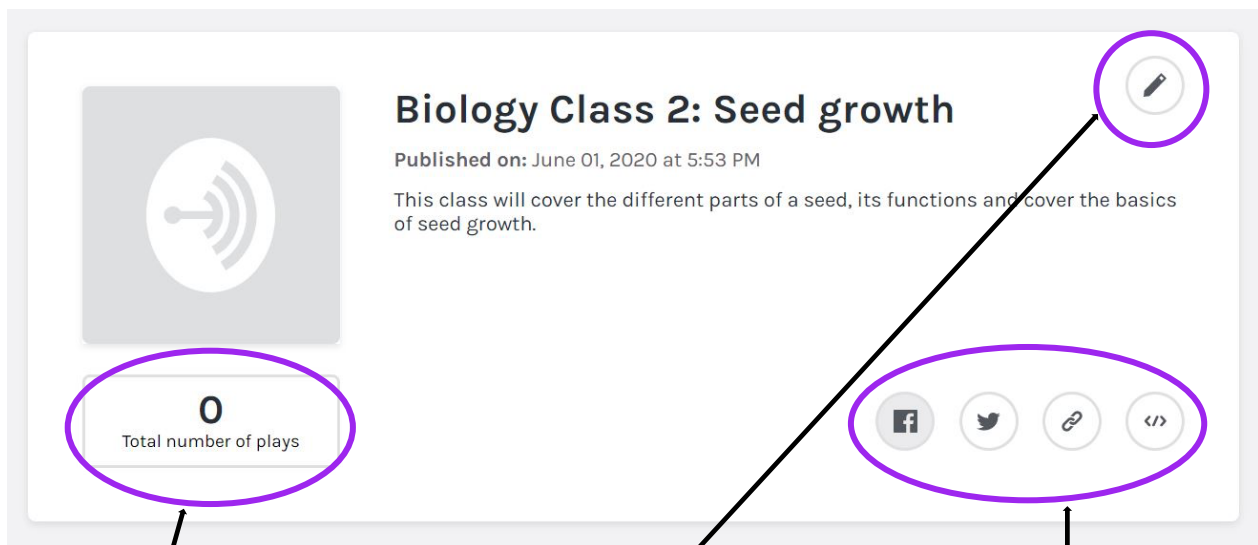 Biology Class 2: Seed growth
Published on: June 01, 2020 at 5:53 PM
This class will cover the different parts of a seed, its functions and cover the basics
of seed growth.
0
Total number of plays